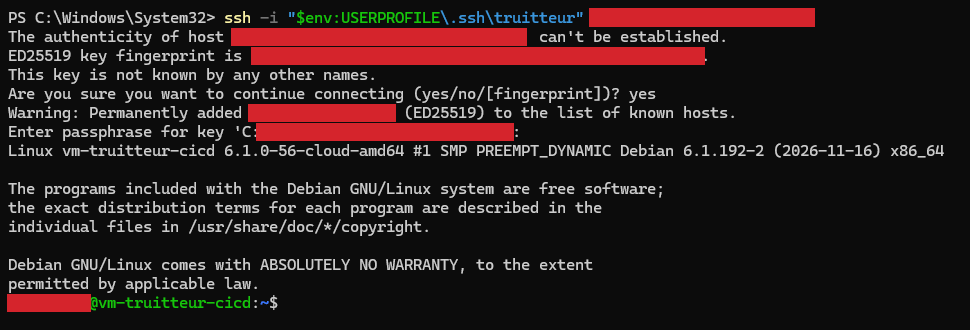 PS C:\Windows\System32> ssh -i "$env:USERPROFILE\.ssh\truitteur"
The authenticity of host can't be established.
ED25519 key fingerprint is .
This key is not known by any other names.
Are you sure you want to continue connecting (yes/no/[fingerprint])? yes
Warning: Permanently added (ED25519) to the list of known hosts.
Enter passphrase for key 'C: :
Linux vm-truitteur-cicd 6.1.0-56-cloud-amd64 #1 SMP PREEMPT_DYNAMIC Debian 6.1.192-2 (2026-11-16) x86_64
The programs included with the Debian GNU/Linux system are free software;
the exact distribution terms for each program are described in the
individual files in /usr/share/doc/*/copyright.
Debian GNU/Linux comes with ABSOLUTELY NO WARRANTY, to the extent
permitted by applicable law.
@vm-truitteur-cicd:~$